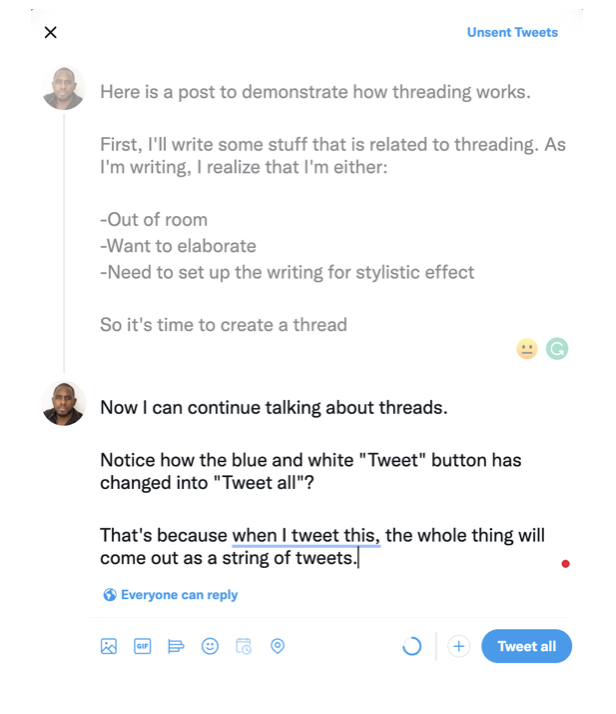 Unsent Tweets
Here is a post to demonstrate how threading works.
First, I'll write some stuff that is related to threading. As
I'm writing, I realize that I'm either:
-Out of room
-Want to elaborate
-Need to set up the writing for stylistic effect
So it's time to create a thread
Now I can continue talking about threads.
Notice how the blue and white "Tweet" button has
changed into "Tweet all"?
That's because when I tweet this, the whole thing will
come out as a string of tweets.
Everyone can reply
GIF
Tweet all